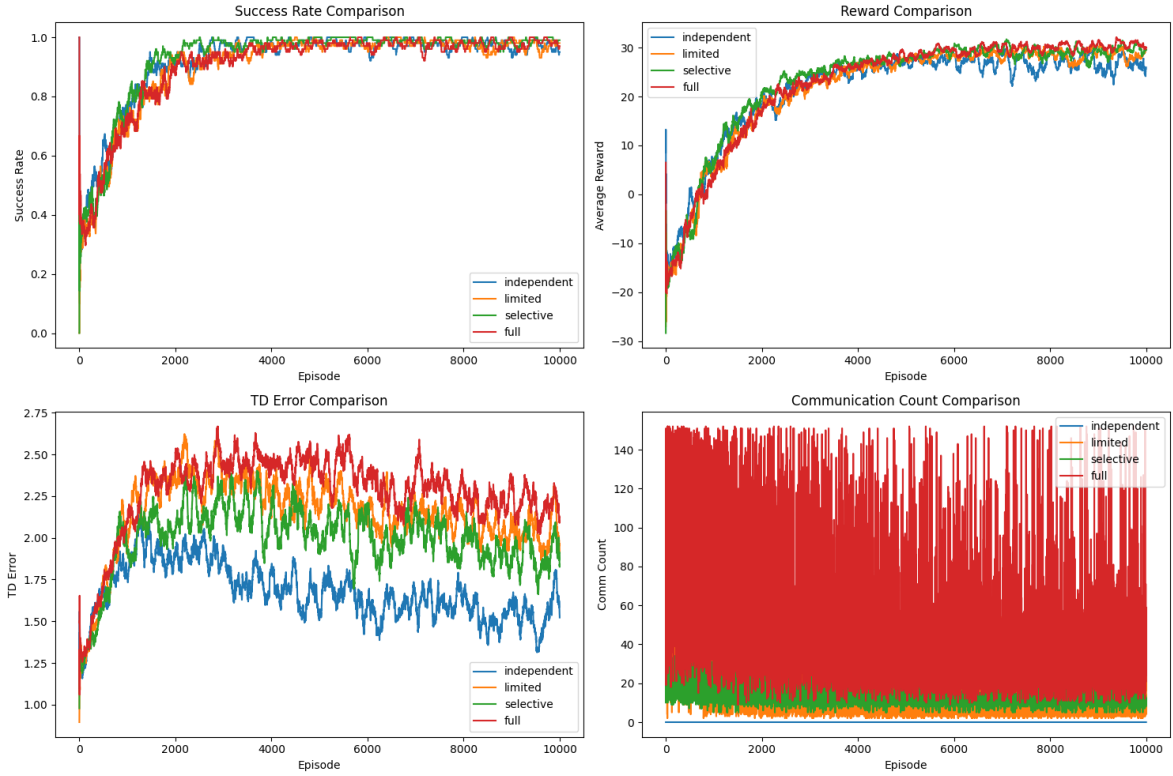 Success Rate Comparison
Success Rate
1.0
0.8
0.6
0.4
0.2
0.0
independent
limited
selective
full
0 2000 4000 6000 8000 10000
Episode
Reward Comparison
Average Reward
30
20
10
0
−10
−20
−30
independent
limited
selective
full
0 2000 4000 6000 8000 10000
Episode
TD Error Comparison
TD Error
2.75
2.50
2.25
2.00
1.75
1.50
1.25
1.00
independent
limited
selective
full
0 2000 4000 6000 8000 10000
Episode
Communication Count Comparison
Comm Count
140
120
100
80
60
40
20
0
independent
limited
selective
full
0 2000 4000 6000 8000 10000
Episode